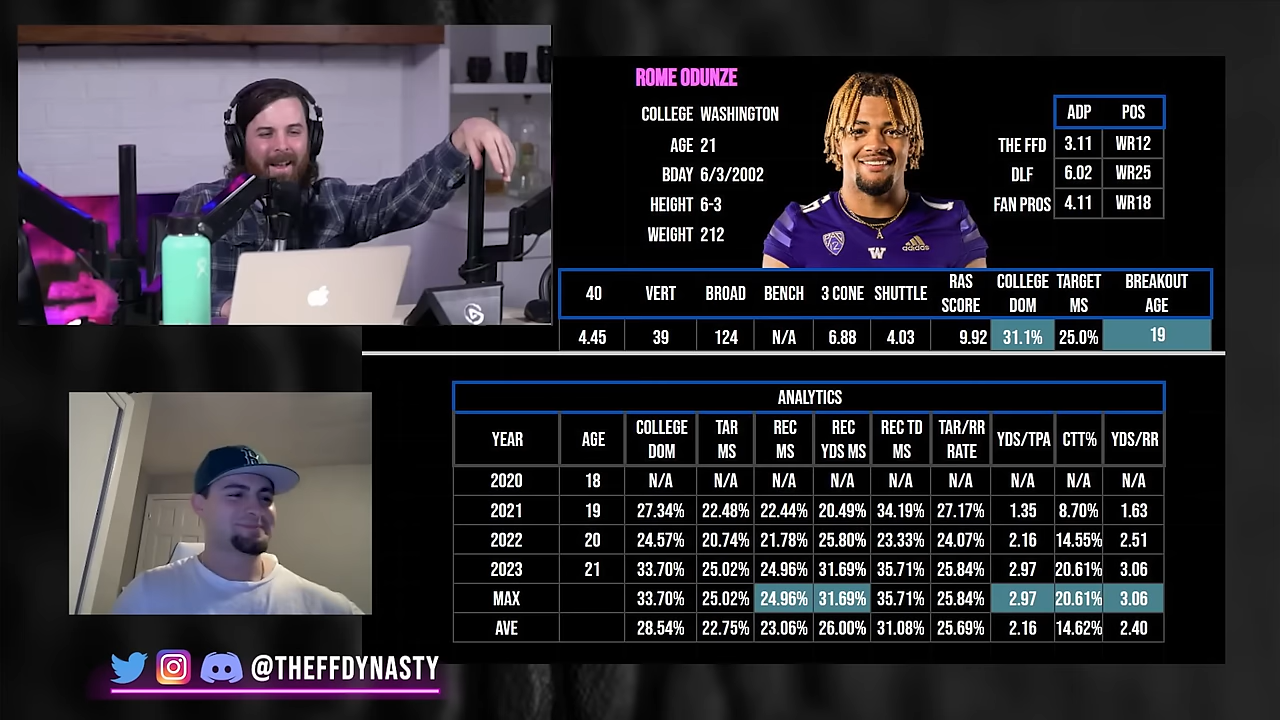 ROME ODUNZE
COLLEGE WASHINGTON
AGE 21
BDAY 6/3/2002
HEIGHT 6-3
WEIGHT 212
W
adidas
ADP POS
THE FFD 3.11 WR12
DLF 6.02 WR25
FAN PROS 4.11 WR18
40 VERT BROAD BENCH 3 CONE SHUTTLE RAS SCORE COLLEGE DOM TARGET MS BREAKOUT AGE
4.45 39 124 N/A 6.88 4.03 9.92 31.1% 25.0% 19
ANALYTICS
YEAR AGE COLLEGE DOM TAR MS REC MS REC YDS MS REC TD MS TAR/RR RATE YDS/TPA CTT% YDS/RR
2020 18 N/A N/A N/A N/A N/A N/A N/A N/A N/A
2021 19 27.34% 22.48% 22.44% 20.49% 34.19% 27.17% 1.35 8.70% 1.63
2022 20 24.57% 20.74% 21.78% 25.80% 23.33% 24.07% 2.16 14.55% 2.51
2023 21 33.70% 25.02% 24.96% 31.69% 35.71% 25.84% 2.97 20.61% 3.06
MAX 33.70% 25.02% 24.96% 31.69% 35.71% 25.84% 2.97 20.61% 3.06
AVE 28.54% 22.75% 23.06% 26.00% 31.08% 25.69% 2.16 14.62% 2.40
@THEFFDYNASTY